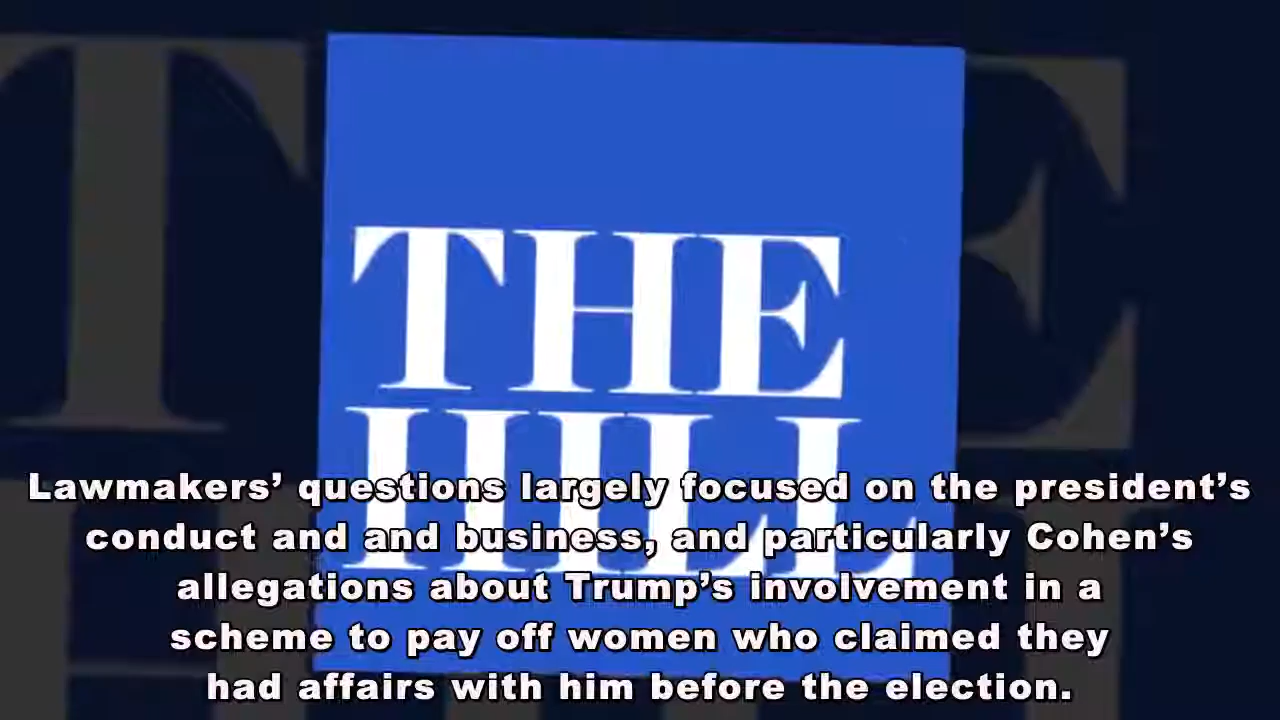 THE
HILL
Lawmakers’ questions largely focused on the president’s
conduct and and business, and particularly Cohen’s
allegations about Trump’s involvement in a
scheme to pay off women who claimed they
had affairs with him before the election.